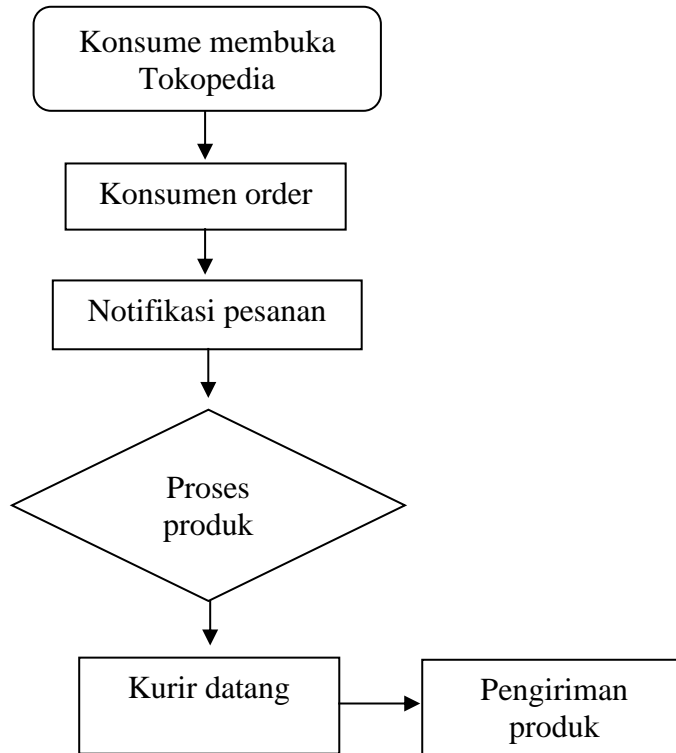 Konsume membuka
Tokopedia
Konsumen order
Notifikasi pesanan
Proses
produk
Kurir datang
Pengiriman
produk